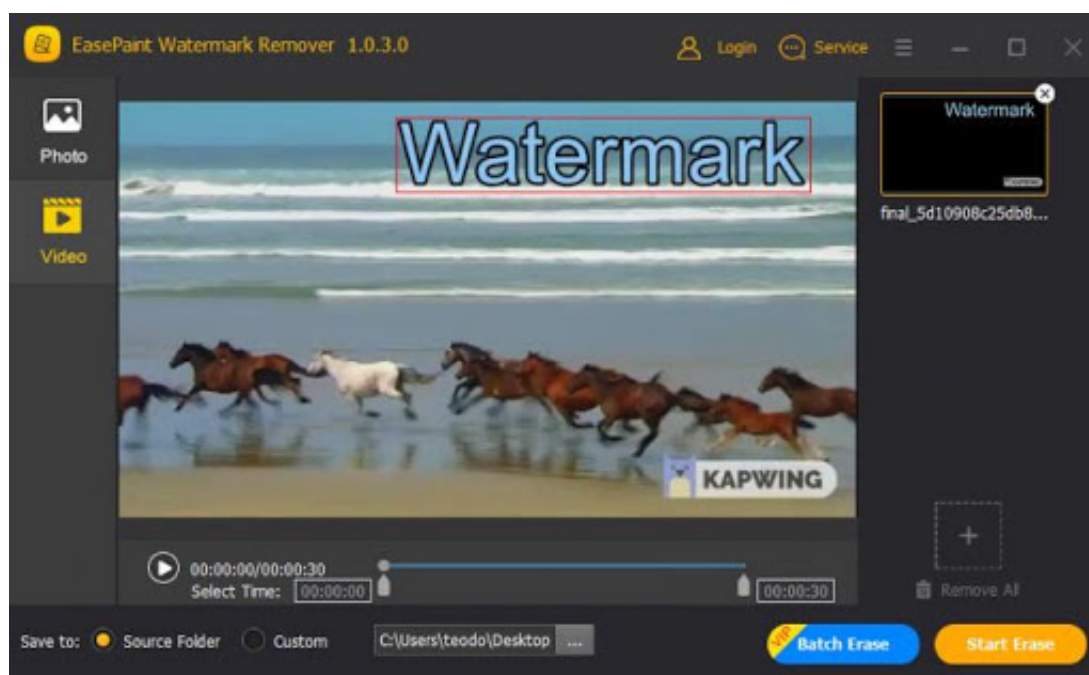 EasePaint Watermark Remover 1.0.3.0
Login
Service
Photo
Video
Watermark
KAPWING
Watermark
KAPWING
final_5d10908c25db8...
00:00:00/00:00:30
Select Time: 00:00:00
00:00:30
Remove All
Save to: Source Folder Custom C:\Users\teodo\Desktop ...
VIP
Batch Erase
Start Erase